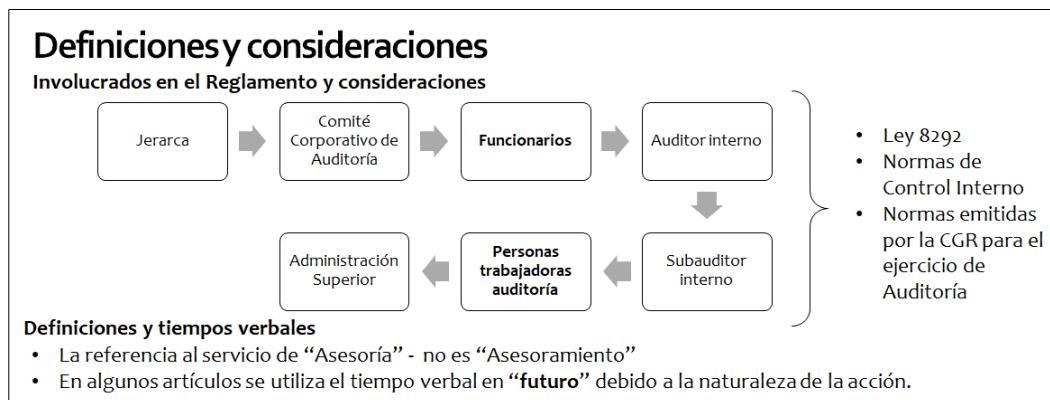 Definiciones y consideraciones
Involucrados en el Reglamento y consideraciones
Jerarca
Comité
Corporativo de
Auditoría
Funcionarios
Auditor interno
Subauditor
interno
Personas
trabajadoras
auditoría
Administración
Superior
• Ley 8292
• Normas de
Control Interno
• Normas emitidas
por la CGR para el
ejercicio de
Auditoría
Definiciones y tiempos verbales
• La referencia al servicio de “Asesoría” - no es “Asesoramiento”
• En algunos artículos se utiliza el tiempo verbal en “futuro” debido a la naturaleza de la acción.